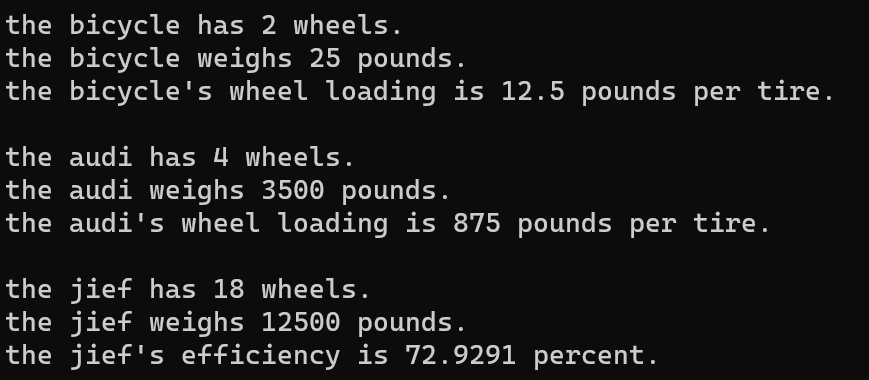 the bicycle has 2 wheels.
the bicycle weighs 25 pounds.
the bicycle's wheel loading is 12.5 pounds per tire.

the audi has 4 wheels.
the audi weighs 3500 pounds.
the audi's wheel loading is 875 pounds per tire.

the jief has 18 wheels.
the jief weighs 12500 pounds.
the jief's efficiency is 72.9291 percent.